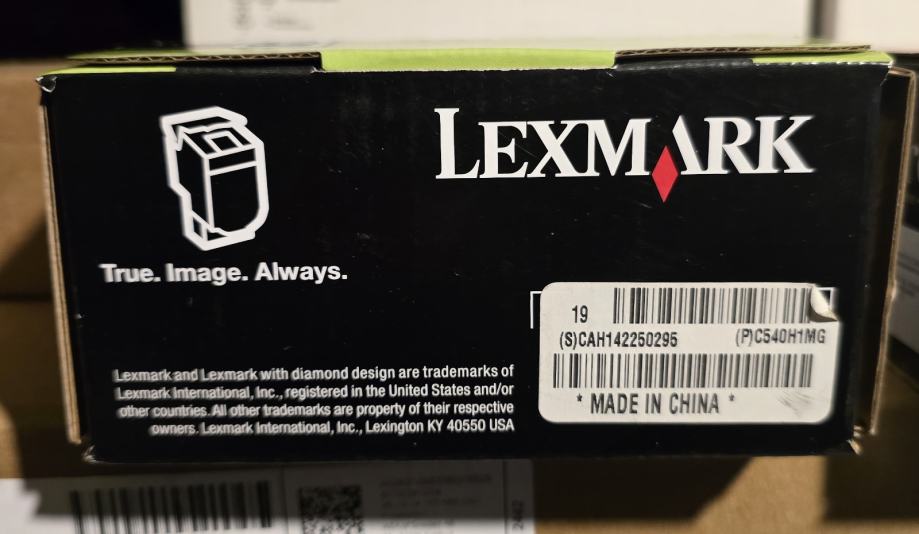 LEXMARK
True. Image. Always.
19
(S)CAH142250295 (P)C540H1MG
* MADE IN CHINA *
Lexmark and Lexmark with diamond design are trademarks of
Lexmark International, Inc., registered in the United States and/or
other countries. All other trademarks are property of their respective
owners. Lexmark International, Inc., Lexington KY 40550 USA